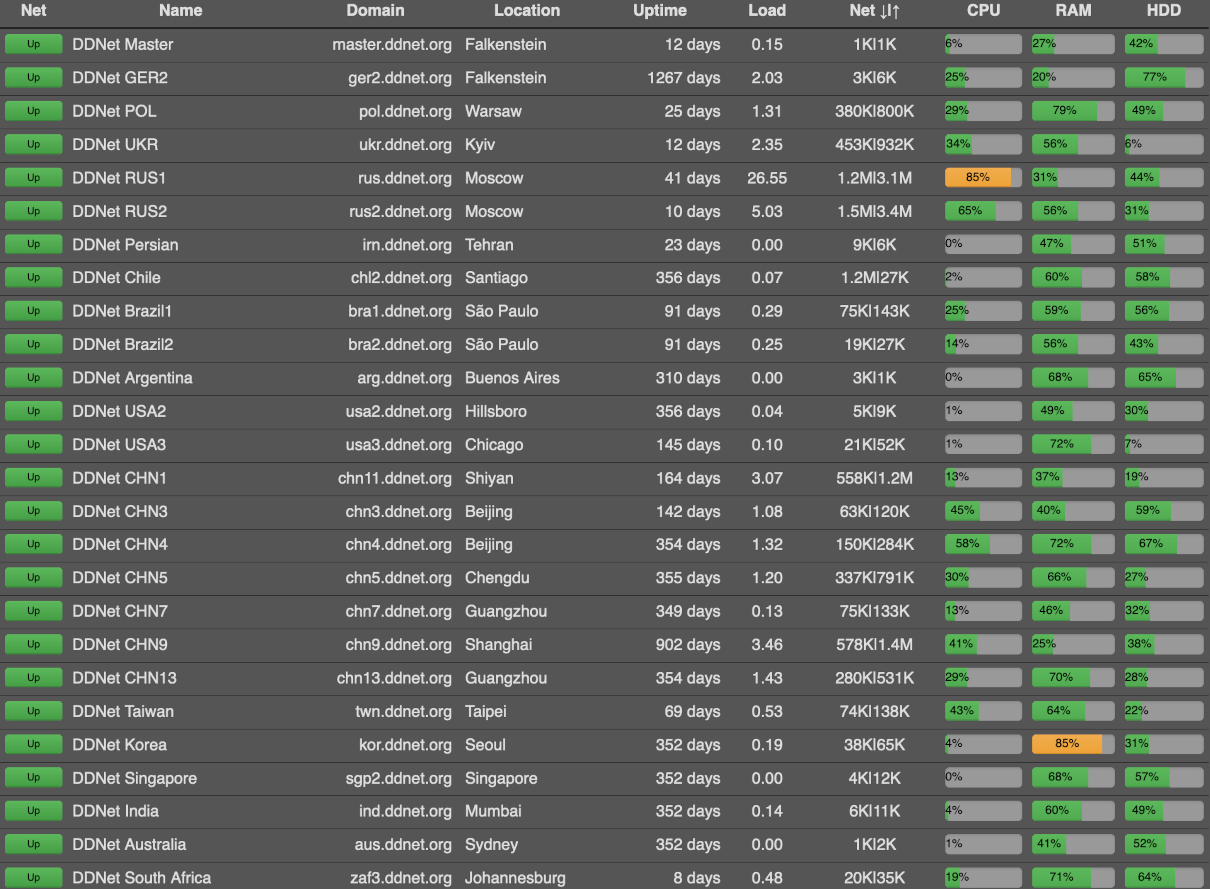 Net Name Domain Location Uptime Load Net ↓|↑ CPU RAM HDD
Up DDNet Master master.ddnet.org Falkenstein 12 days 0.15 1K|1K 6% 27% 42%
Up DDNet GER2 ger2.ddnet.org Falkenstein 1267 days 2.03 3K|6K 25% 20% 77%
Up DDNet POL pol.ddnet.org Warsaw 25 days 1.31 380K|800K 29% 79% 49%
Up DDNet UKR ukr.ddnet.org Kyiv 12 days 2.35 453K|932K 34% 56% 6%
Up DDNet RUS1 rus.ddnet.org Moscow 41 days 26.55 1.2M|3.1M 85% 31% 44%
Up DDNet RUS2 rus2.ddnet.org Moscow 10 days 5.03 1.5M|3.4M 65% 56% 31%
Up DDNet Persian irn.ddnet.org Tehran 23 days 0.00 9K|6K 0% 47% 51%
Up DDNet Chile chl2.ddnet.org Santiago 356 days 0.07 1.2M|27K 2% 60% 58%
Up DDNet Brazil1 bra1.ddnet.org São Paulo 91 days 0.29 75K|143K 25% 59% 56%
Up DDNet Brazil2 bra2.ddnet.org São Paulo 91 days 0.25 19K|27K 14% 56% 43%
Up DDNet Argentina arg.ddnet.org Buenos Aires 310 days 0.00 3K|1K 0% 68% 65%
Up DDNet USA2 usa2.ddnet.org Hillsboro 356 days 0.04 5K|9K 1% 49% 30%
Up DDNet USA3 usa3.ddnet.org Chicago 145 days 0.10 21K|52K 1% 72% 7%
Up DDNet CHN1 chn11.ddnet.org Shiyan 164 days 3.07 558K|1.2M 13% 37% 19%
Up DDNet CHN3 chn3.ddnet.org Beijing 142 days 1.08 63K|120K 45% 40% 59%
Up DDNet CHN4 chn4.ddnet.org Beijing 354 days 1.32 150K|284K 58% 72% 67%
Up DDNet CHN5 chn5.ddnet.org Chengdu 355 days 1.20 337K|791K 30% 66% 27%
Up DDNet CHN7 chn7.ddnet.org Guangzhou 349 days 0.13 75K|133K 13% 46% 32%
Up DDNet CHN9 chn9.ddnet.org Shanghai 902 days 3.46 578K|1.4M 41% 25% 38%
Up DDNet CHN13 chn13.ddnet.org Guangzhou 354 days 1.43 280K|531K 29% 70% 28%
Up DDNet Taiwan twn.ddnet.org Taipei 69 days 0.53 74K|138K 43% 64% 22%
Up DDNet Korea kor.ddnet.org Seoul 352 days 0.19 38K|65K 4% 85% 31%
Up DDNet Singapore sgp2.ddnet.org Singapore 352 days 0.00 4K|12K 0% 68% 57%
Up DDNet India ind.ddnet.org Mumbai 352 days 0.14 6K|11K 4% 60% 49%
Up DDNet Australia aus.ddnet.org Sydney 352 days 0.00 1K|2K 1% 41% 52%
Up DDNet South Africa zaf3.ddnet.org Johannesburg 8 days 0.48 20K|35K 19% 71% 64%